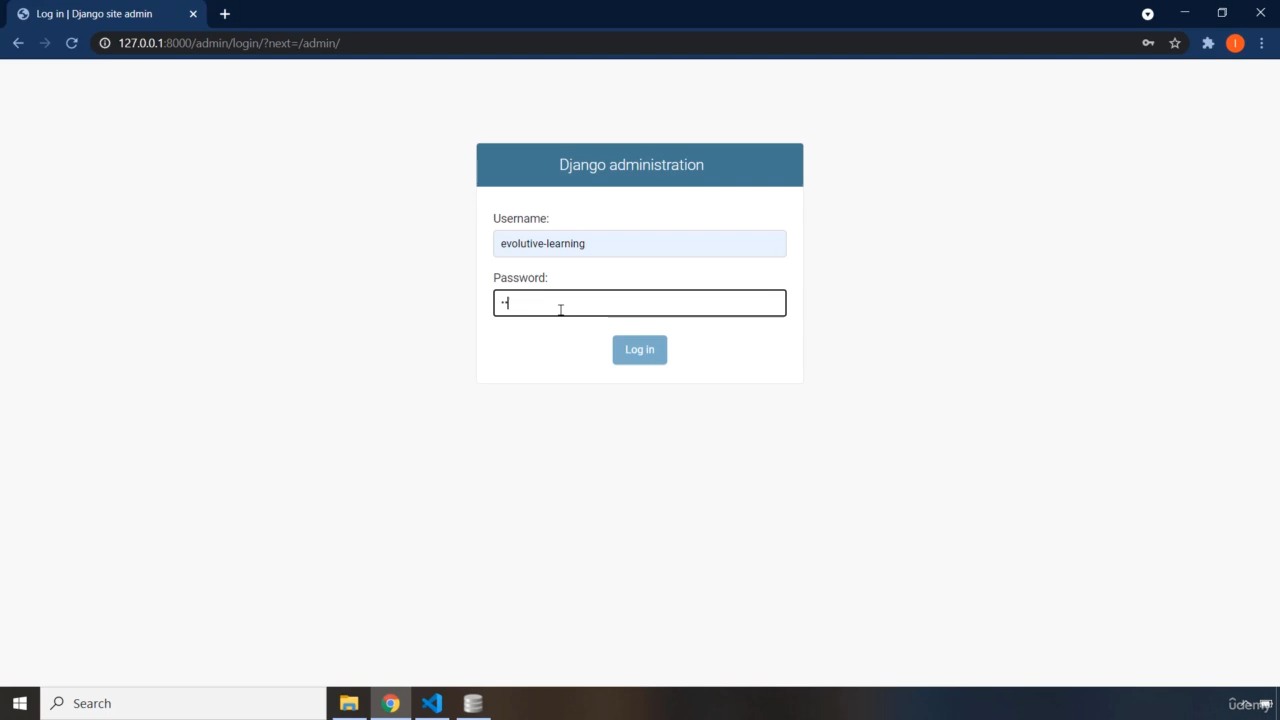 Log in | Django site admin
127.0.0.1:8000/admin/login/?next=/admin/
I
Django administration
Username:
evolutive-learning
Password:
Log in
Search
udemy